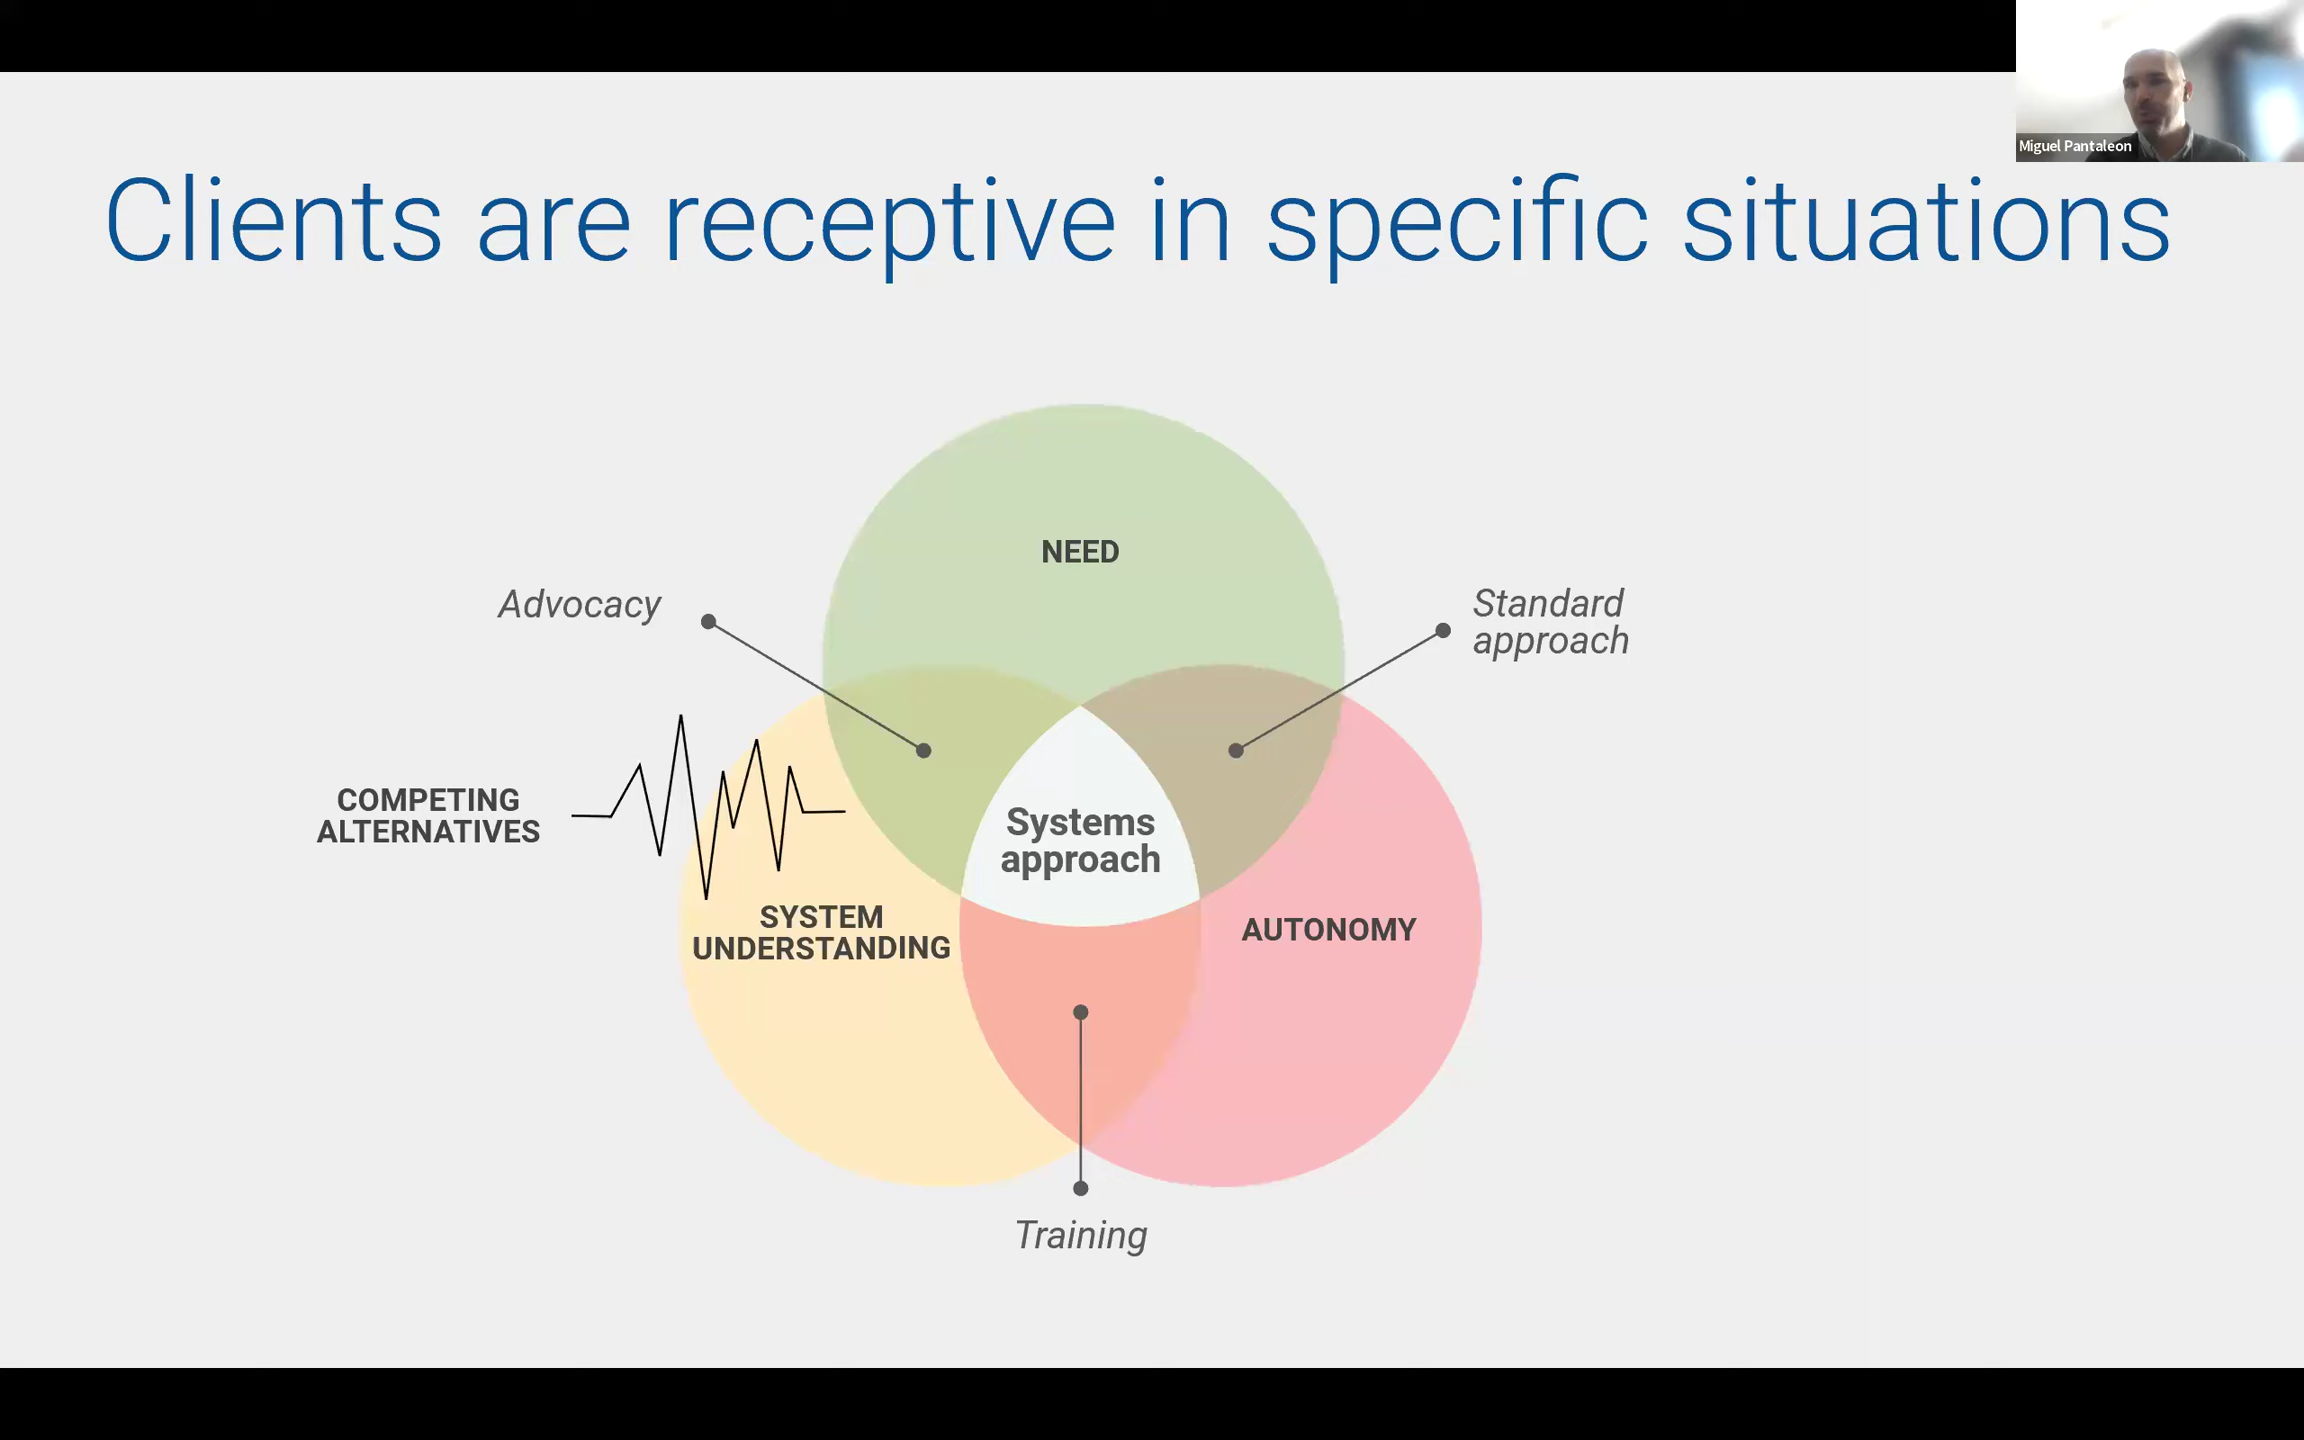 Miguel Pantaleon
Clients are receptive in specific situations
NEED
Advocacy
Standard
approach
COMPETING
ALTERNATIVES
Systems
approach
SYSTEM
UNDERSTANDING
AUTONOMY
Training